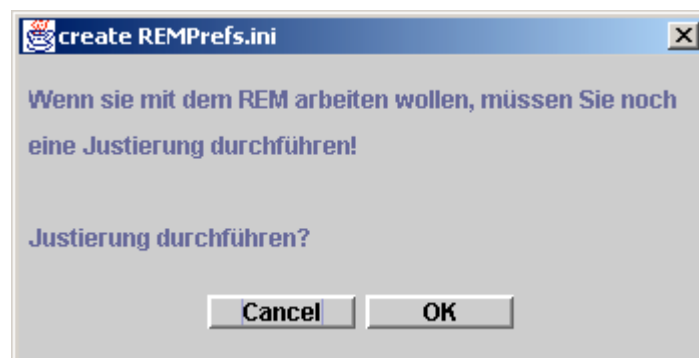 create REMPrefs.ini
Wenn sie mit dem REM arbeiten wollen, müssen Sie noch
eine Justierung durchführen!
Justierung durchführen?
Cancel OK